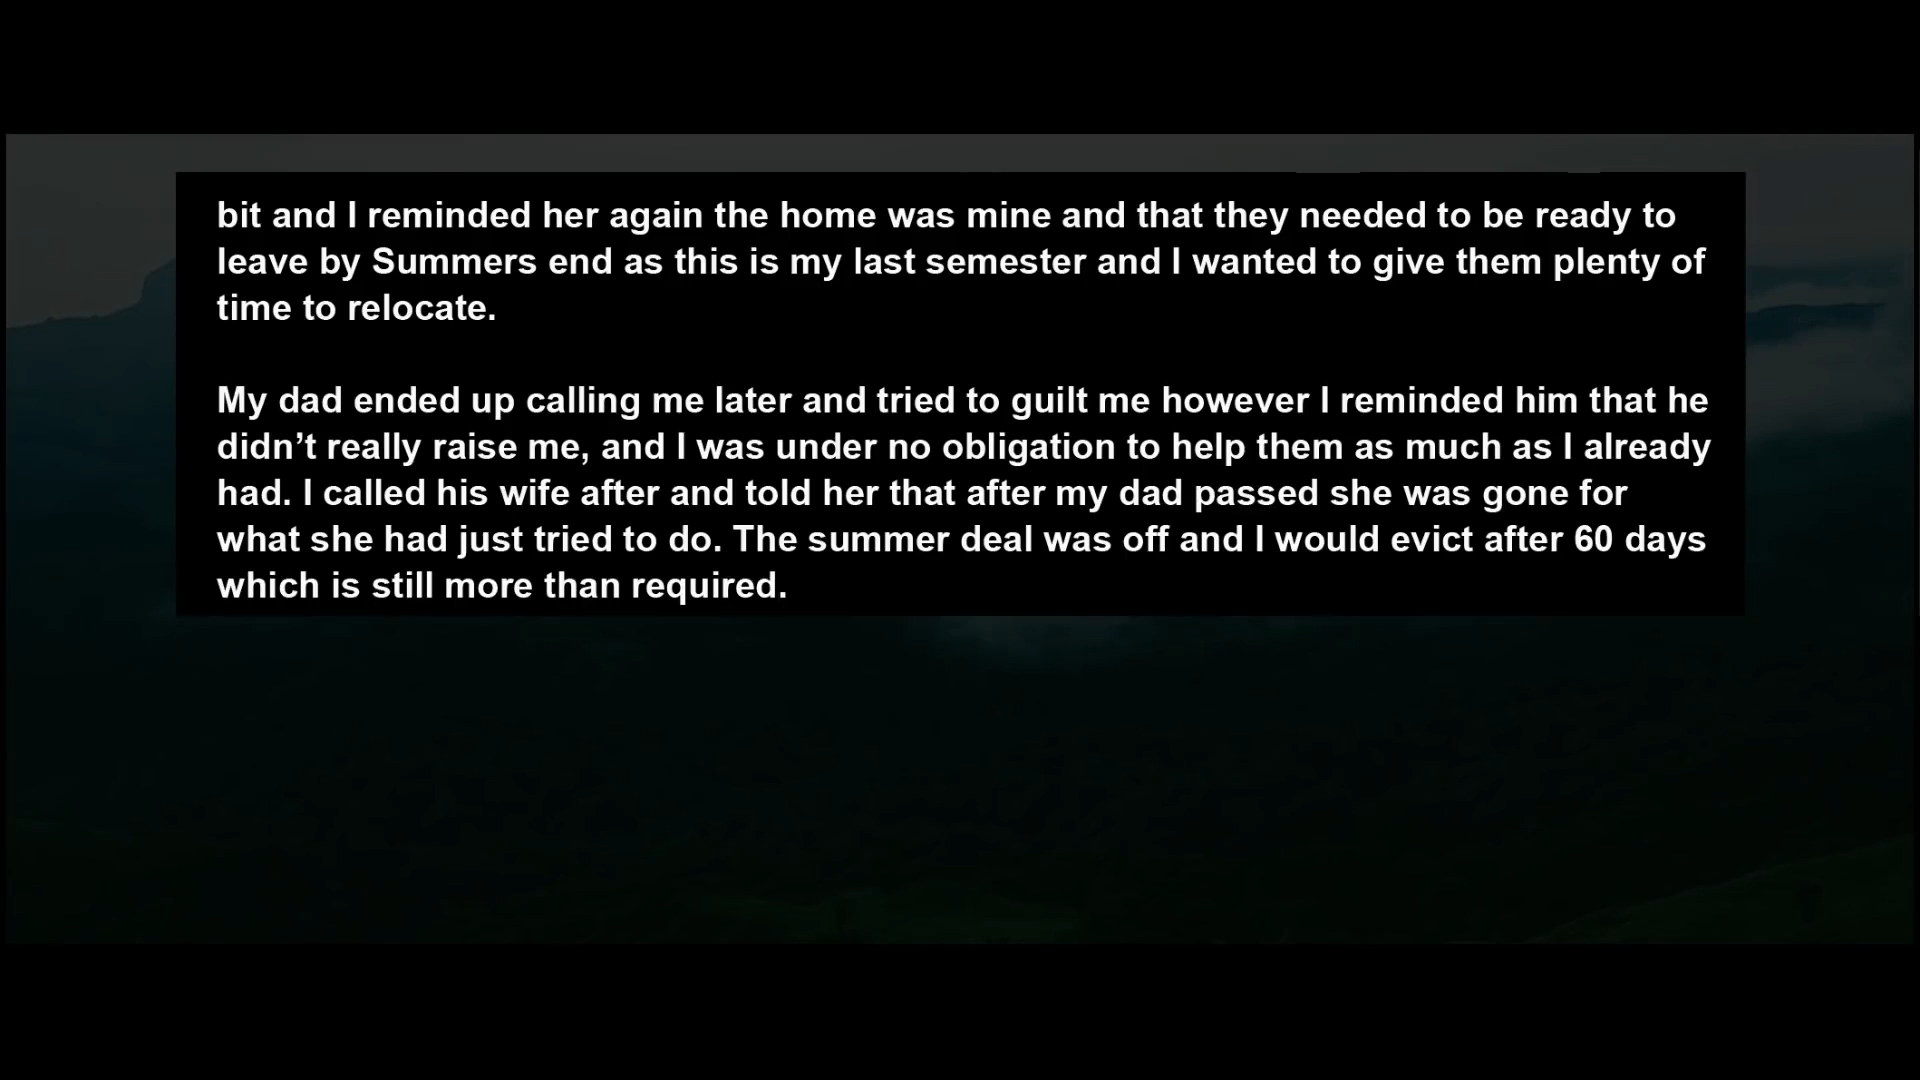 bit and I reminded her again the home was mine and that they needed to be ready to
leave by Summers end as this is my last semester and I wanted to give them plenty of
time to relocate.
My dad ended up calling me later and tried to guilt me however I reminded him that he
didn’t really raise me, and I was under no obligation to help them as much as I already
had. I called his wife after and told her that after my dad passed she was gone for
what she had just tried to do. The summer deal was off and I would evict after 60 days
which is still more than required.